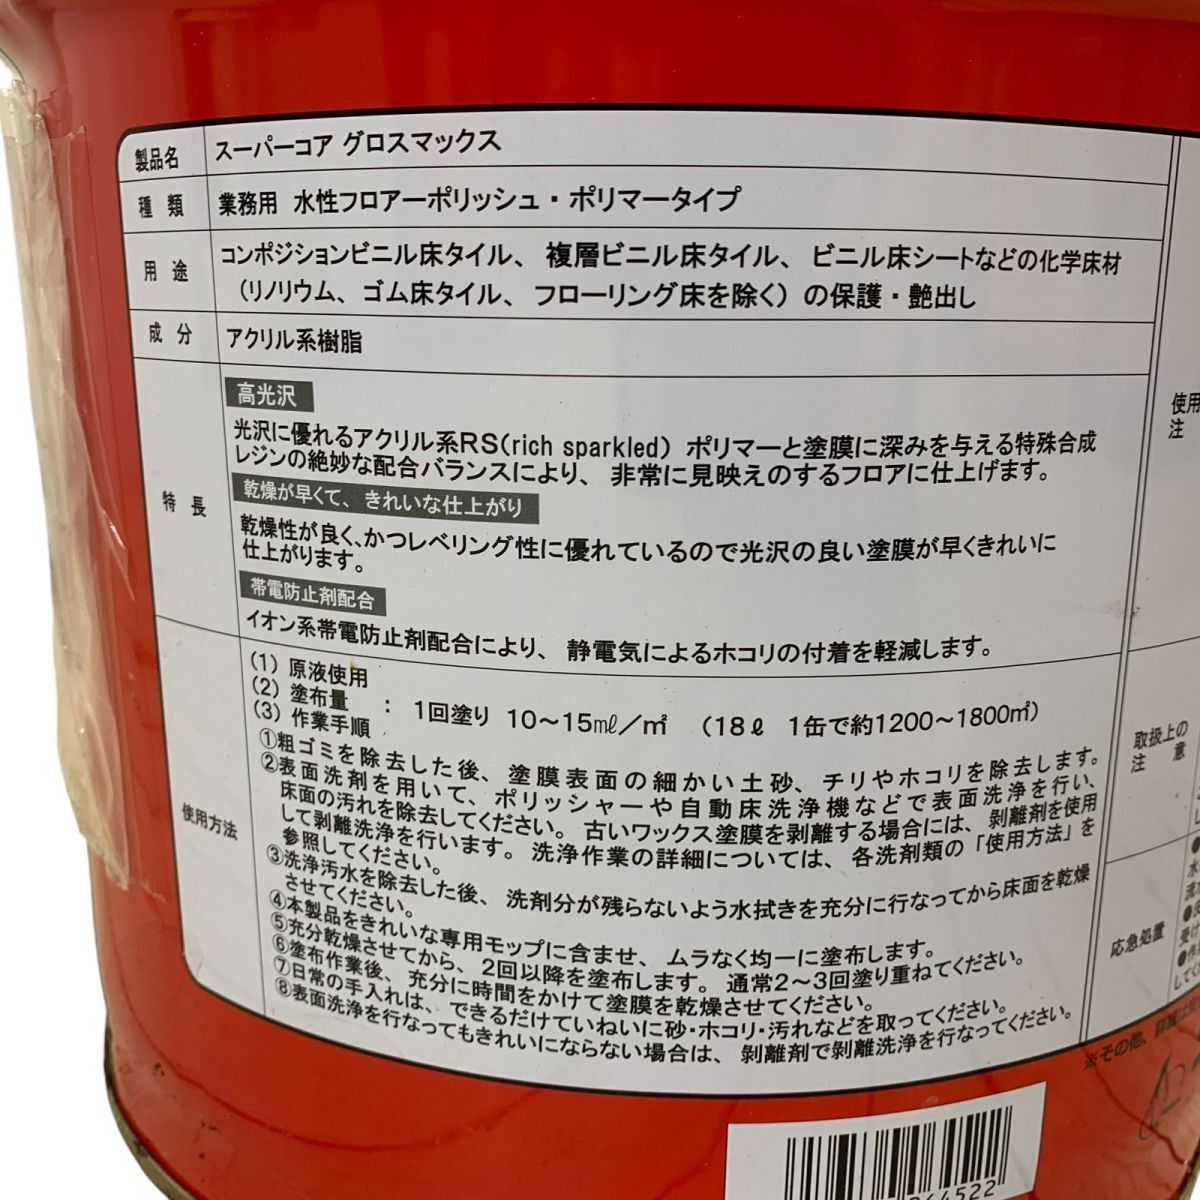 製品名 スーパーコア グロスマックス
種類 業務用 水性フロアーポリッシュ・ポリマータイプ
用途 コンポジションビニル床タイル、複層ビニル床タイル、ビニル床シートなどの化学床材
（リノリウム、ゴム床タイル、フローリング床を除く）の保護・艶出し
成分 アクリル系樹脂
特長
高光沢
光沢に優れるアクリル系RS（rich sparkled）ポリマーと塗膜に深みを与える特殊合成
レジンの絶妙な配合バランスにより、非常に見映えのするフロアに仕上げます。
乾燥が早くて、きれいな仕上がり
乾燥性が良く、かつレベリング性に優れているので光沢の良い塗膜が早くきれいに
仕上がります。
帯電防止剤配合
イオン系帯電防止剤配合により、静電気によるホコリの付着を軽減します。
使用方法
(1) 原液使用
(2) 塗布量 : 1回塗り 10～15㎖／㎡ （18ℓ 1缶で約1200～1800㎡）
(3) 作業手順
①粗ゴミを除去した後、塗膜表面の細かい土砂、チリやホコリを除去します。
②表面洗剤を用いて、ポリッシャーや自動床洗浄機などで表面洗浄を行い、
床面の汚れを除去してください。古いワックス塗膜を剥離する場合には、剥離剤を使用
して剥離洗浄を行います。洗浄作業の詳細については、各洗剤類の「使用方法」を
参照してください。
③洗浄汚水を除去した後、洗剤分が残らないよう水拭きを充分に行なってから床面を乾燥
させてください。
④本製品をきれいな専用モップに含ませ、ムラなく均一に塗布します。
⑤充分乾燥させてから、2回以降を塗布します。通常2～3回塗り重ねてください。
⑥塗布作業後、充分に時間をかけて塗膜を乾燥させてください。
⑦日常の手入れは、できるだけていねいに砂・ホコリ・汚れなどを取ってください。
⑧表面洗浄を行なってもきれいにならない場合は、剥離剤で剥離洗浄を行なってください。
使用
注
取扱上の
注 意
応急処置
※その他、詳細は